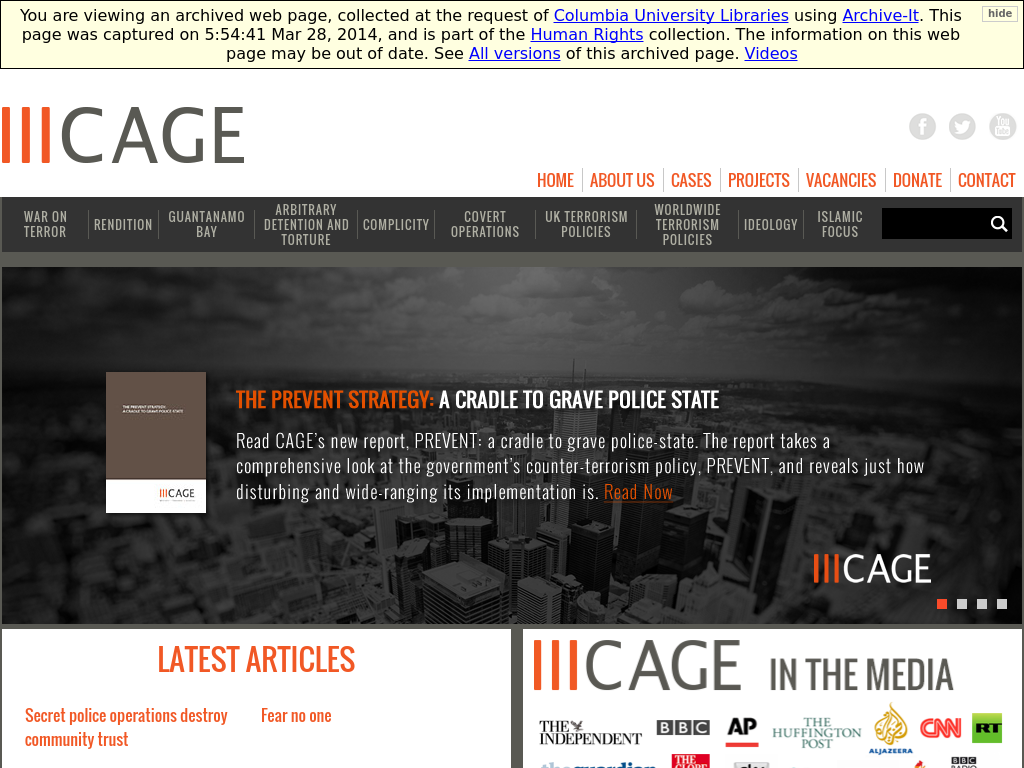 You are viewing an archived web page, collected at the request of Columbia University Libraries using Archive-It. This
page was captured on 5:54:41 Mar 28, 2014, and is part of the Human Rights collection. The information on this web
page may be out of date. See All versions of this archived page. Videos
hide
CAGE
HOME ABOUT US CASES PROJECTS VACANCIES DONATE CONTACT
WAR ON
TERROR
RENDITION
GUANTANAMO
BAY
ARBITRARY
DETENTION AND
TORTURE
COMPLICITY
COVERT
OPERATIONS
UK TERRORISM
POLICIES
WORLDWIDE
TERRORISM
POLICIES
IDEOLOGY
ISLAMIC
FOCUS
THE PREVENT STRATEGY:
A CRADLE TO GRAVE POLICE STATE
CAGE
THE PREVENT STRATEGY: A CRADLE TO GRAVE POLICE STATE
Read CAGE's new report, PREVENT: a cradle to grave police-state. The report takes a
comprehensive look at the government's counter-terrorism policy, PREVENT, and reveals just how
disturbing and wide-ranging its implementation is. Read Now
CAGE
LATEST ARTICLES
Secret police operations destroy
community trust
Fear no one
CAGE IN THE MEDIA
THE
INDEPENDENT
BBC
AP
THE
HUFFINGTON
POST
ALJAZEERA
CNN
RT
THE
BBC